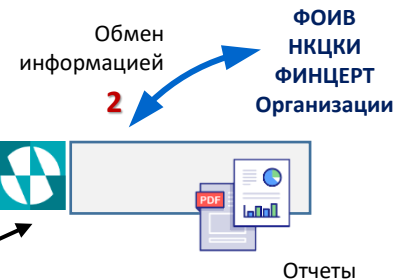 Обмен
информацией
2
ФОИВ
НКЦКИ
ФИНЦЕРТ
Организации
PDF
Отчеты